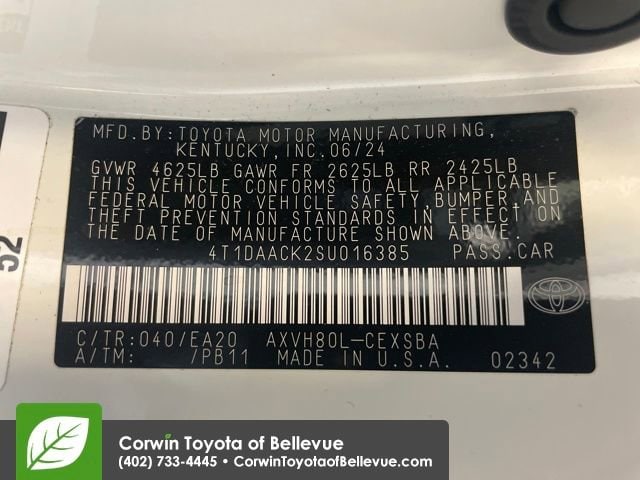 MFD.BY:TOYOTA MOTOR MANUFACTURING,
KENTUCKY,INC.06/24
GVWR 4625LB GAWR FR 2625LB RR 2425LB
THIS VEHICLE CONFORMS TO ALL APPLICABLE
FEDERAL MOTOR VEHICLE SAFETY,BUMPER,AND
THEFT PREVENTION STANDARDS IN EFFECT ON
THE DATE OF MANUFACTURE SHOWN ABOVE.
4T1DAACK2SU016385 PASS.CAR
C/TR:040/EA20 AXVH80L-CEXSBA
A/TM: /PB11 MADE IN U.S.A. 02342
52
Corwin Toyota of Bellevue
(402) 733-4445 • CorwinToyotaofBellevue.com